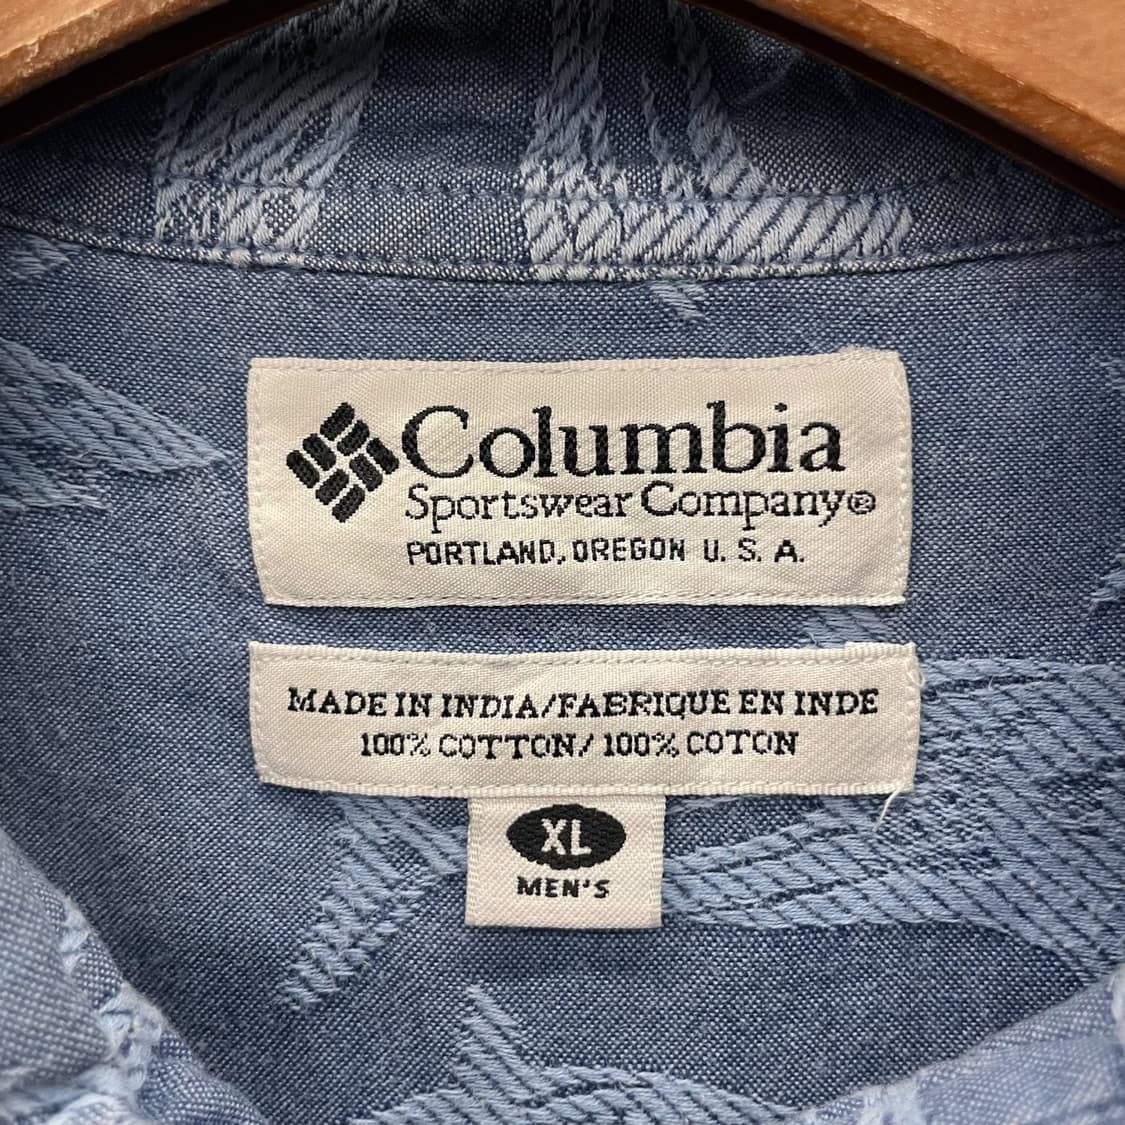 Columbia
Sportswear Company®
PORTLAND, OREGON U. S. A.
MADE IN INDIA/FABRIQUE EN INDE
100% COTTON/ 100% COTON
XL
MEN'S